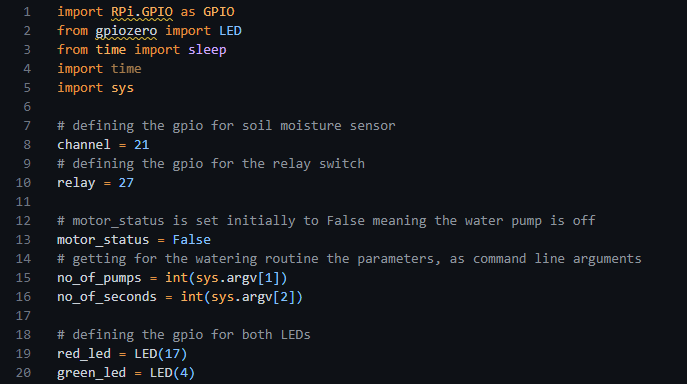 1 import RPi.GPIO as GPIO
2 from gpiozero import LED
3 from time import sleep
4 import time
5 import sys
6
7 # defining the gpio for soil moisture sensor
8 channel = 21
9 # defining the gpio for the relay switch
10 relay = 27
11
12 # motor_status is set initially to False meaning the water pump is off
13 motor_status = False
14 # getting for the watering routine the parameters, as command line arguments
15 no_of_pumps = int(sys.argv[1])
16 no_of_seconds = int(sys.argv[2])
17
18 # defining the gpio for both LEDs
19 red_led = LED(17)
20 green_led = LED(4)